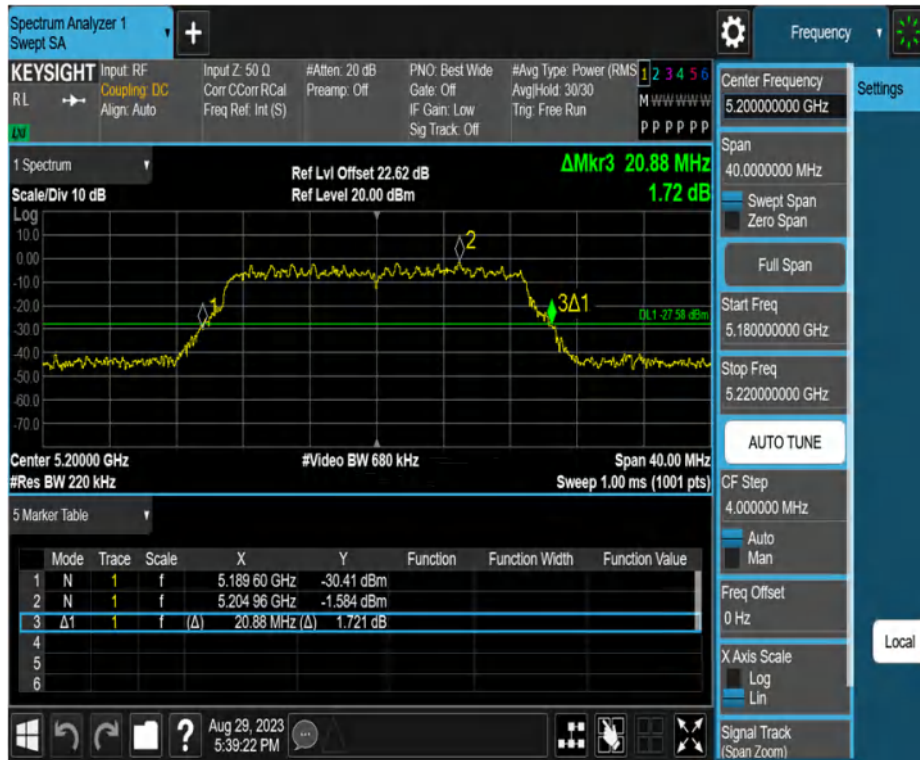 Spectrum Analyzer 1
Swept SA
+
Frequency
KEYSIGHT
RL
LXI
Input: RF
Coupling: DC
Align: Auto
Input Z: 50 Ω
Corr CCorr RCal
Freq Ref: Int (S)
#Atten: 20 dB
Preamp: Off
PNO: Best Wide
Gate: Off
IF Gain: Low
Sig Track: Off
#Avg Type: Power (RMS
Avg|Hold: 30/30
Trig: Free Run
1 2 3 4 5 6
M W W W W W
P P P P P P
1 Spectrum
Scale/Div 10 dB
Ref Lvl Offset 22.62 dB
Ref Level 20.00 dBm
ΔMkr3 20.88 MHz
1.72 dB
Log
10.0
0.00
-10.0
-20.0
-30.0
-40.0
-50.0
-60.0
-70.0
1
2
3Δ1
DL1 -27.58 dBm
Center 5.20000 GHz
#Res BW 220 kHz
#Video BW 680 kHz
Span 40.00 MHz
Sweep 1.00 ms (1001 pts)
5 Marker Table
Mode Trace Scale X Y Function Function Width Function Value
1 N 1 f 5.189 60 GHz -30.41 dBm
2 N 1 f 5.204 96 GHz -1.584 dBm
3 Δ1 1 f (Δ) 20.88 MHz (Δ) 1.721 dB
4
5
6
?
Aug 29, 2023
5:39:22 PM
Center Frequency
5.200000000 GHz
Span
40.0000000 MHz
Swept Span
Zero Span
Full Span
Start Freq
5.180000000 GHz
Stop Freq
5.220000000 GHz
AUTO TUNE
CF Step
4.000000 MHz
Auto
Man
Freq Offset
0 Hz
X Axis Scale
Log
Lin
Signal Track
(Span Zoom)
Settings
Local